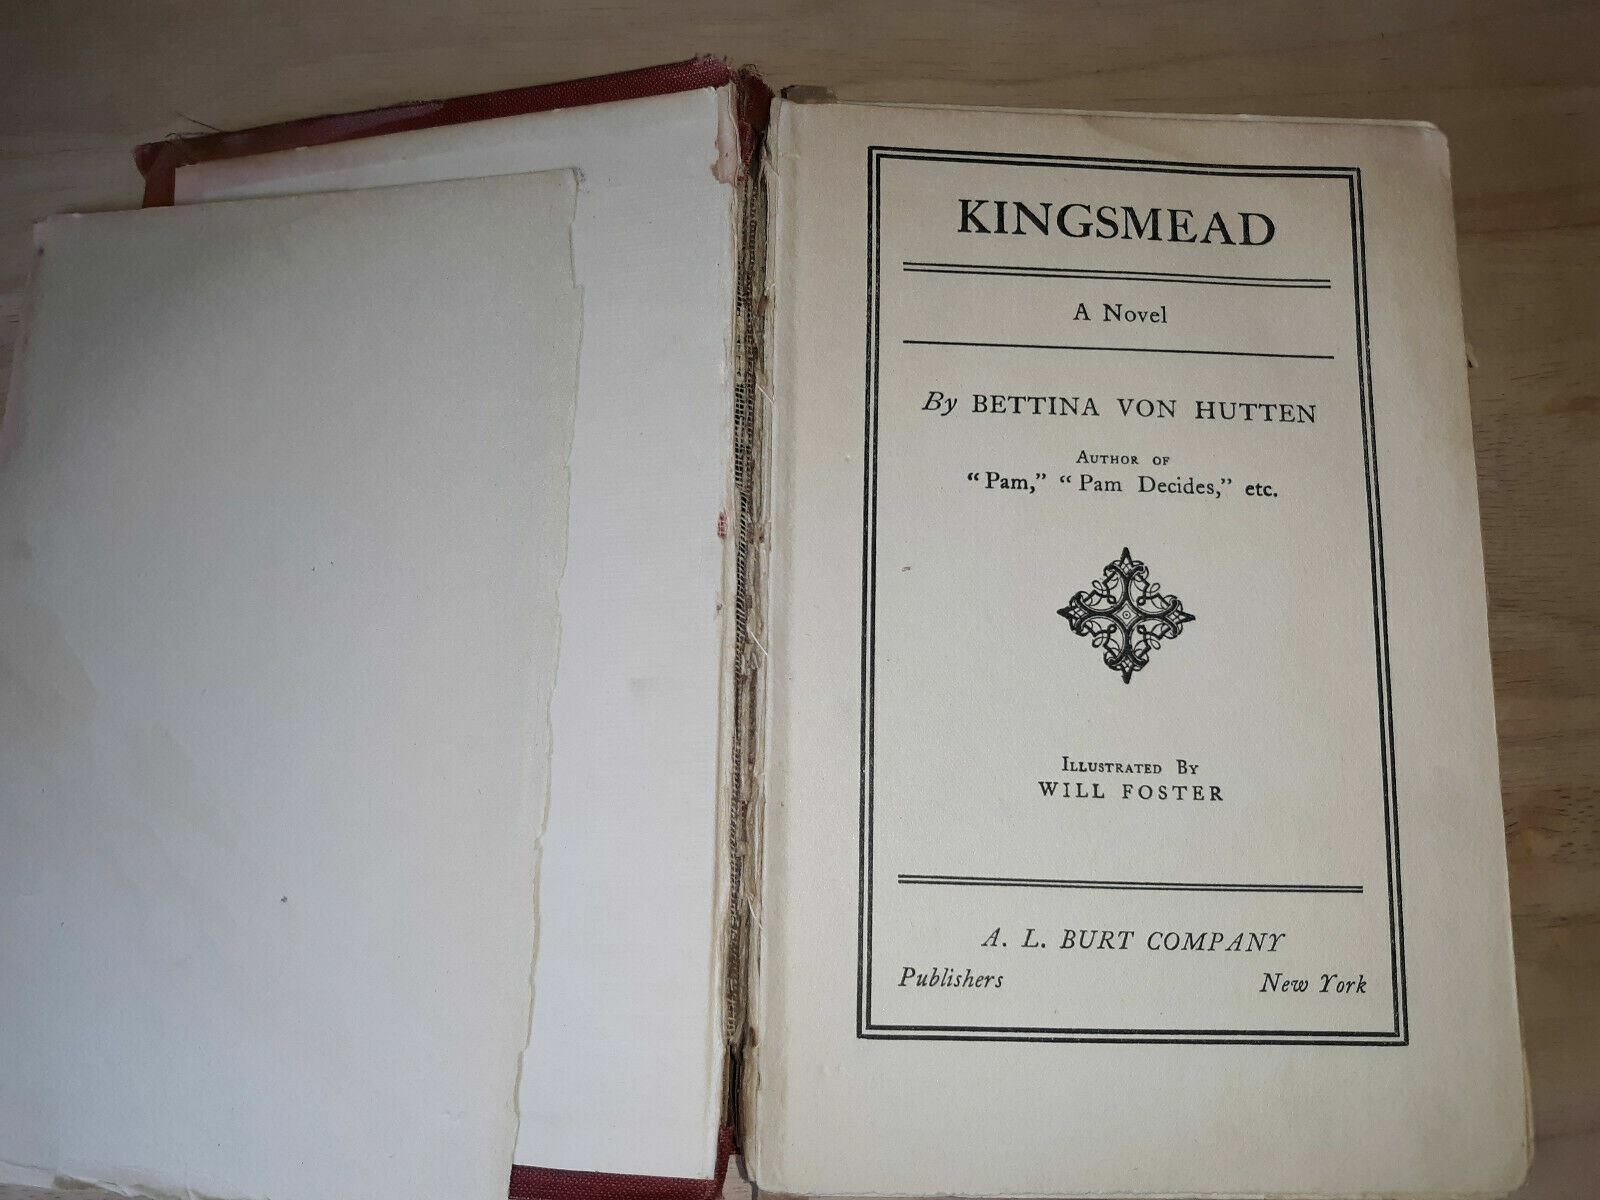 KINGSMEAD
A Novel
By BETTINA VON HUTTEN
AUTHOR OF
“Pam,” “Pam Decides,” etc.
ILLUSTRATED BY
WILL FOSTER
A. L. BURT COMPANY
Publishers New York